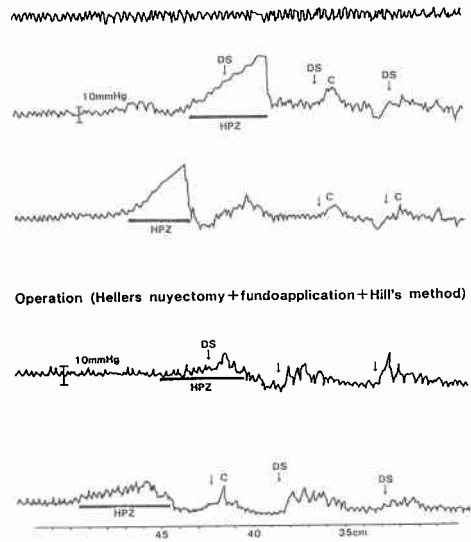 DS DS C DS
10mmHg
HPZ
C C
HPZ
Operation (Hellers nuyectomy+fundoapplication+Hill's method)
DS
10mmHg
HPZ
C DS DS
HPZ
45 40 35cm